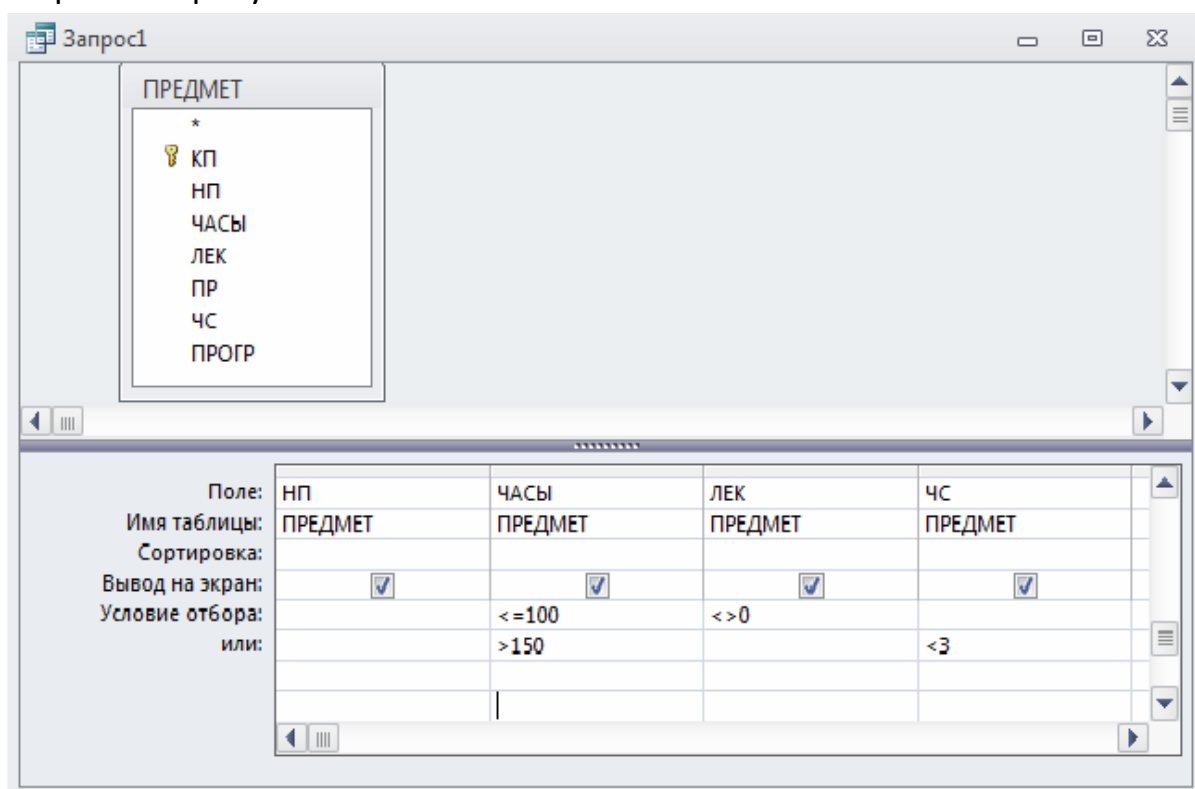 Запрос1
ПРЕДМЕТ
*
КП
НП
ЧАСЫ
ЛЕК
ПР
ЧС
ПРОГР
Поле: НП ЧАСЫ ЛЕК ЧС
Имя таблицы: ПРЕДМЕТ ПРЕДМЕТ ПРЕДМЕТ ПРЕДМЕТ
Сортировка:
Вывод на экран:
Условие отбора: <=100 <>0
или: >150 <3